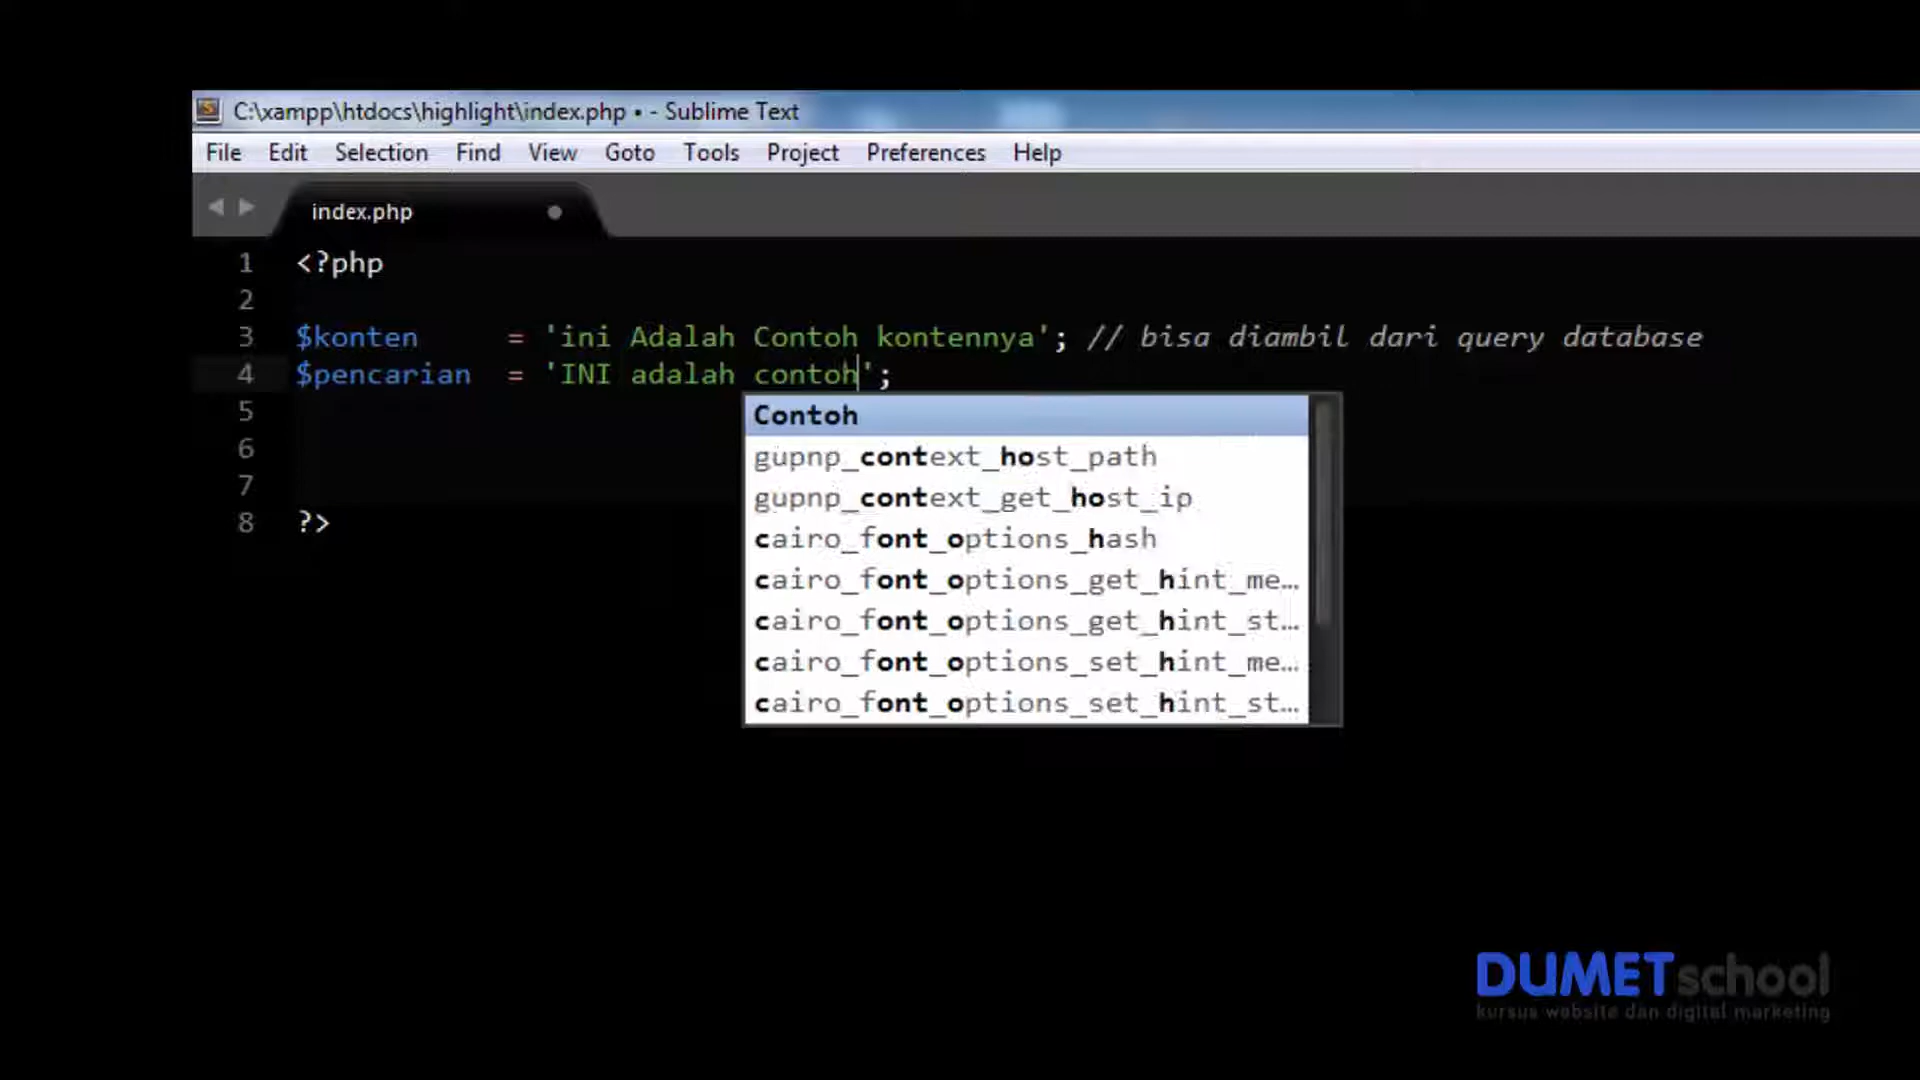 C:\xampp\htdocs\highlight\index.php • - Sublime Text
File Edit Selection Find View Goto Tools Project Preferences Help
index.php
1 <?php
2
3 $konten = 'ini Adalah Contoh kontennya'; // bisa diambil dari query database
4 $pencarian = 'INI adalah contoh';
5
6
7
8 ?>
Contoh
gupnp_context_host_path
gupnp_context_get_host_ip
cairo_font_options_hash
cairo_font_options_get_hint_me…
cairo_font_options_get_hint_st…
cairo_font_options_set_hint_me…
cairo_font_options_set_hint_st…
DUMETschool
kursus website dan digital marketing